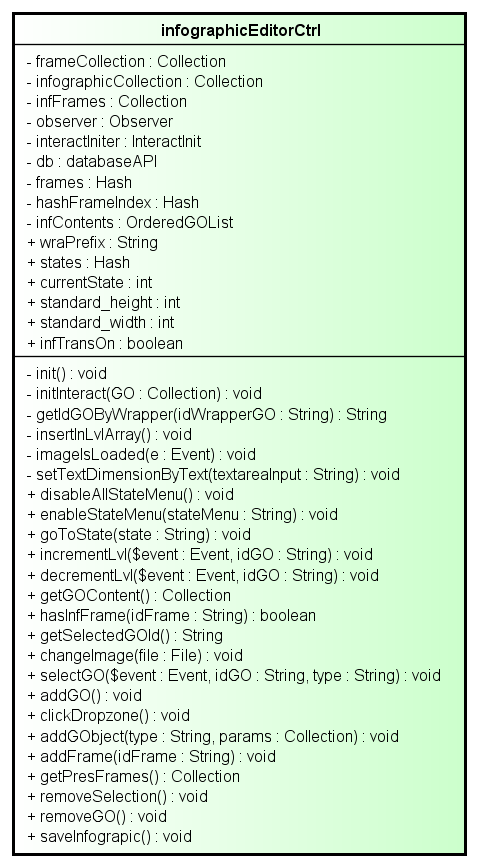 infographicEditorCtrl
- frameCollection : Collection
- infographicCollection : Collection
- infFrames : Collection
- observer : Observer
- interactIniter : InteractInit
- db : databaseAPI
- frames : Hash
- hashFrameIndex : Hash
- infContents : OrderedGOList
+ wraPrefix : String
+ states : Hash
+ currentState : int
+ standard_height : int
+ standard_width : int
+ infTransOn : boolean
- init() : void
- initInteract(GO : Collection) : void
- getIdGOByWrapper(idWrapperGO : String) : String
- insertInLvlArray() : void
- imageIsLoaded(e : Event) : void
- setTextDimensionByText(textareaInput : String) : void
+ disableAllStateMenu() : void
+ enableStateMenu(stateMenu : String) : void
+ goToState(state : String) : void
+ incrementLvl($event : Event, idGO : String) : void
+ decrementLvl($event : Event, idGO : String) : void
+ getGOContent() : Collection
+ hasInfFrame(idFrame : String) : boolean
+ getSelectedGOId() : String
+ changeImage(file : File) : void
+ selectGO($event : Event, idGO : String, type : String) : void
+ addGO() : void
+ clickDropzone() : void
+ addGObject(type : String, params : Collection) : void
+ addFrame(idFrame : String) : void
+ getPresFrames() : Collection
+ removeSelection() : void
+ removeGO() : void
+ saveInfograpic() : void